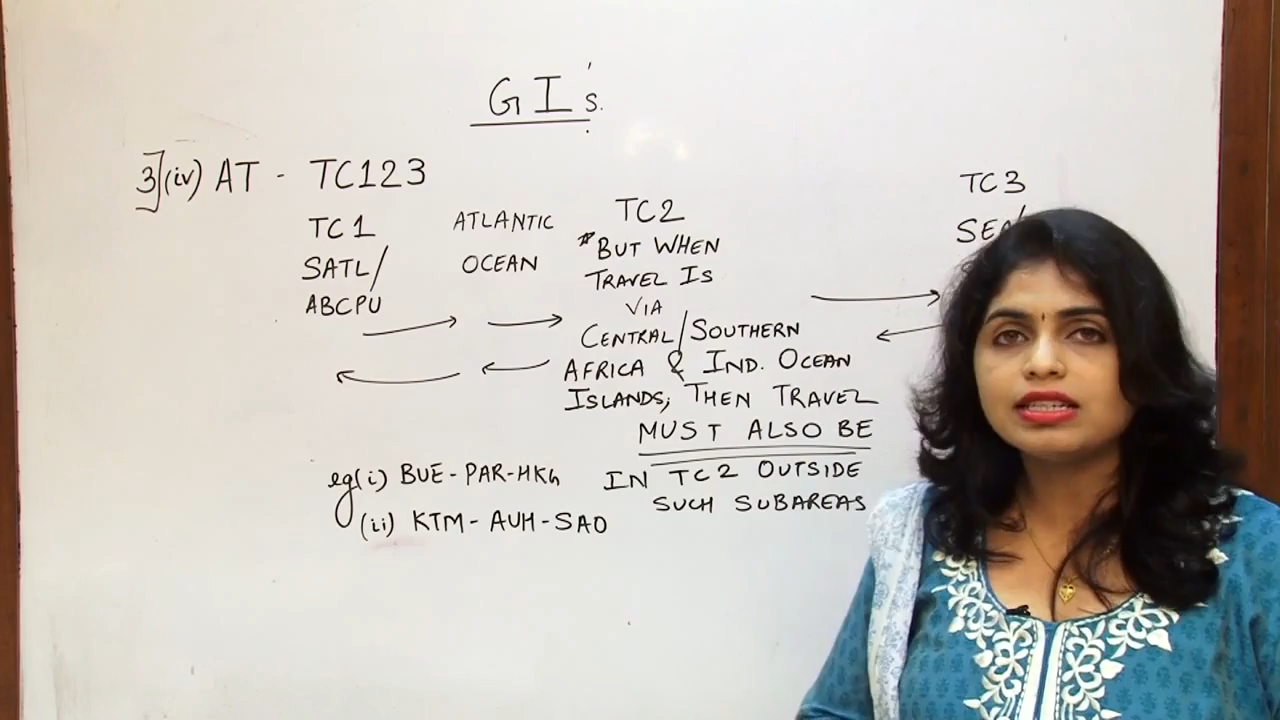 GI's.
3](iv) AT - TC123
TC1
SATL/
ABCPU
ATLANTIC
OCEAN
TC2
*BUT WHEN
TRAVEL IS
VIA
CENTRAL/SOUTHERN
AFRICA & IND. OCEAN
ISLANDS, THEN TRAVEL
MUST ALSO BE
IN TC2 OUTSIDE
SUCH SUBAREAS
TC3
eg(i) BUE-PAR-HKG
(ii) KTM-AUH-SAO